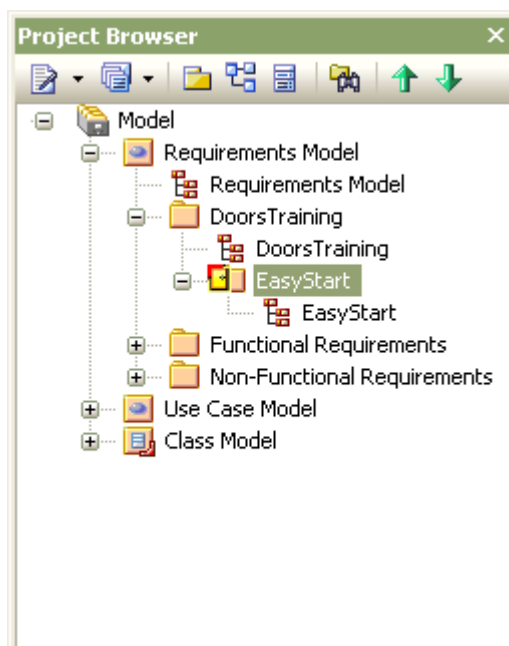 Project Browser
Model
Requirements Model
Requirements Model
DoorsTraining
DoorsTraining
EasyStart
EasyStart
Functional Requirements
Non-Functional Requirements
Use Case Model
Class Model